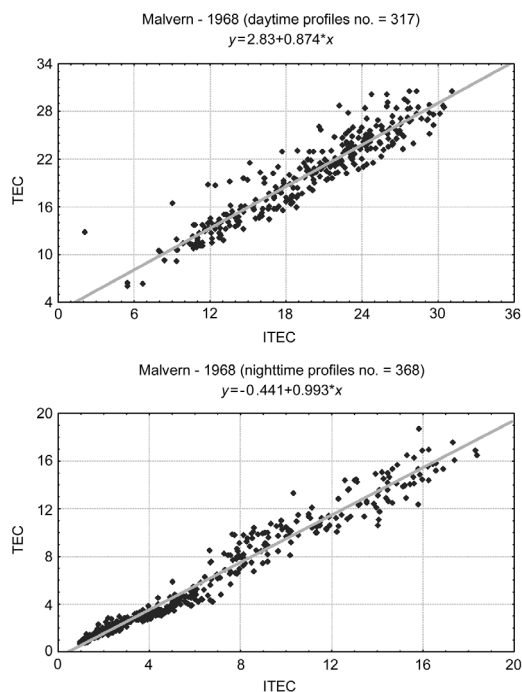 Malvern - 1968 (daytime profiles no. = 317)
y=2.83+0.874*x
34
28
22
16
10
4
TEC
0 6 12 18 24 30 36
ITEC
Malvern - 1968 (nighttime profiles no. = 368)
y=-0.441+0.993*x
20
16
12
8
4
0
TEC
0 4 8 12 16 20
ITEC